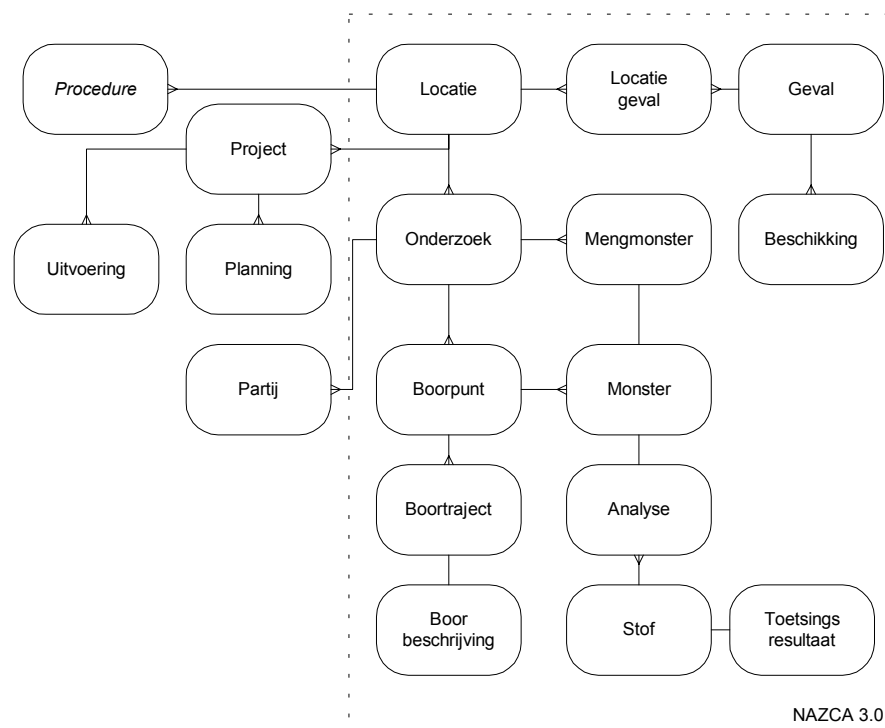 Procedure
Locatie
Locatie
geval
Geval
Project
Uitvoering
Planning
Onderzoek
Mengmonster
Beschikking
Partij
Boorpunt
Monster
Boortraject
Analyse
Boor
beschrijving
Stof
Toetsings
resultaat
NAZCA 3.0